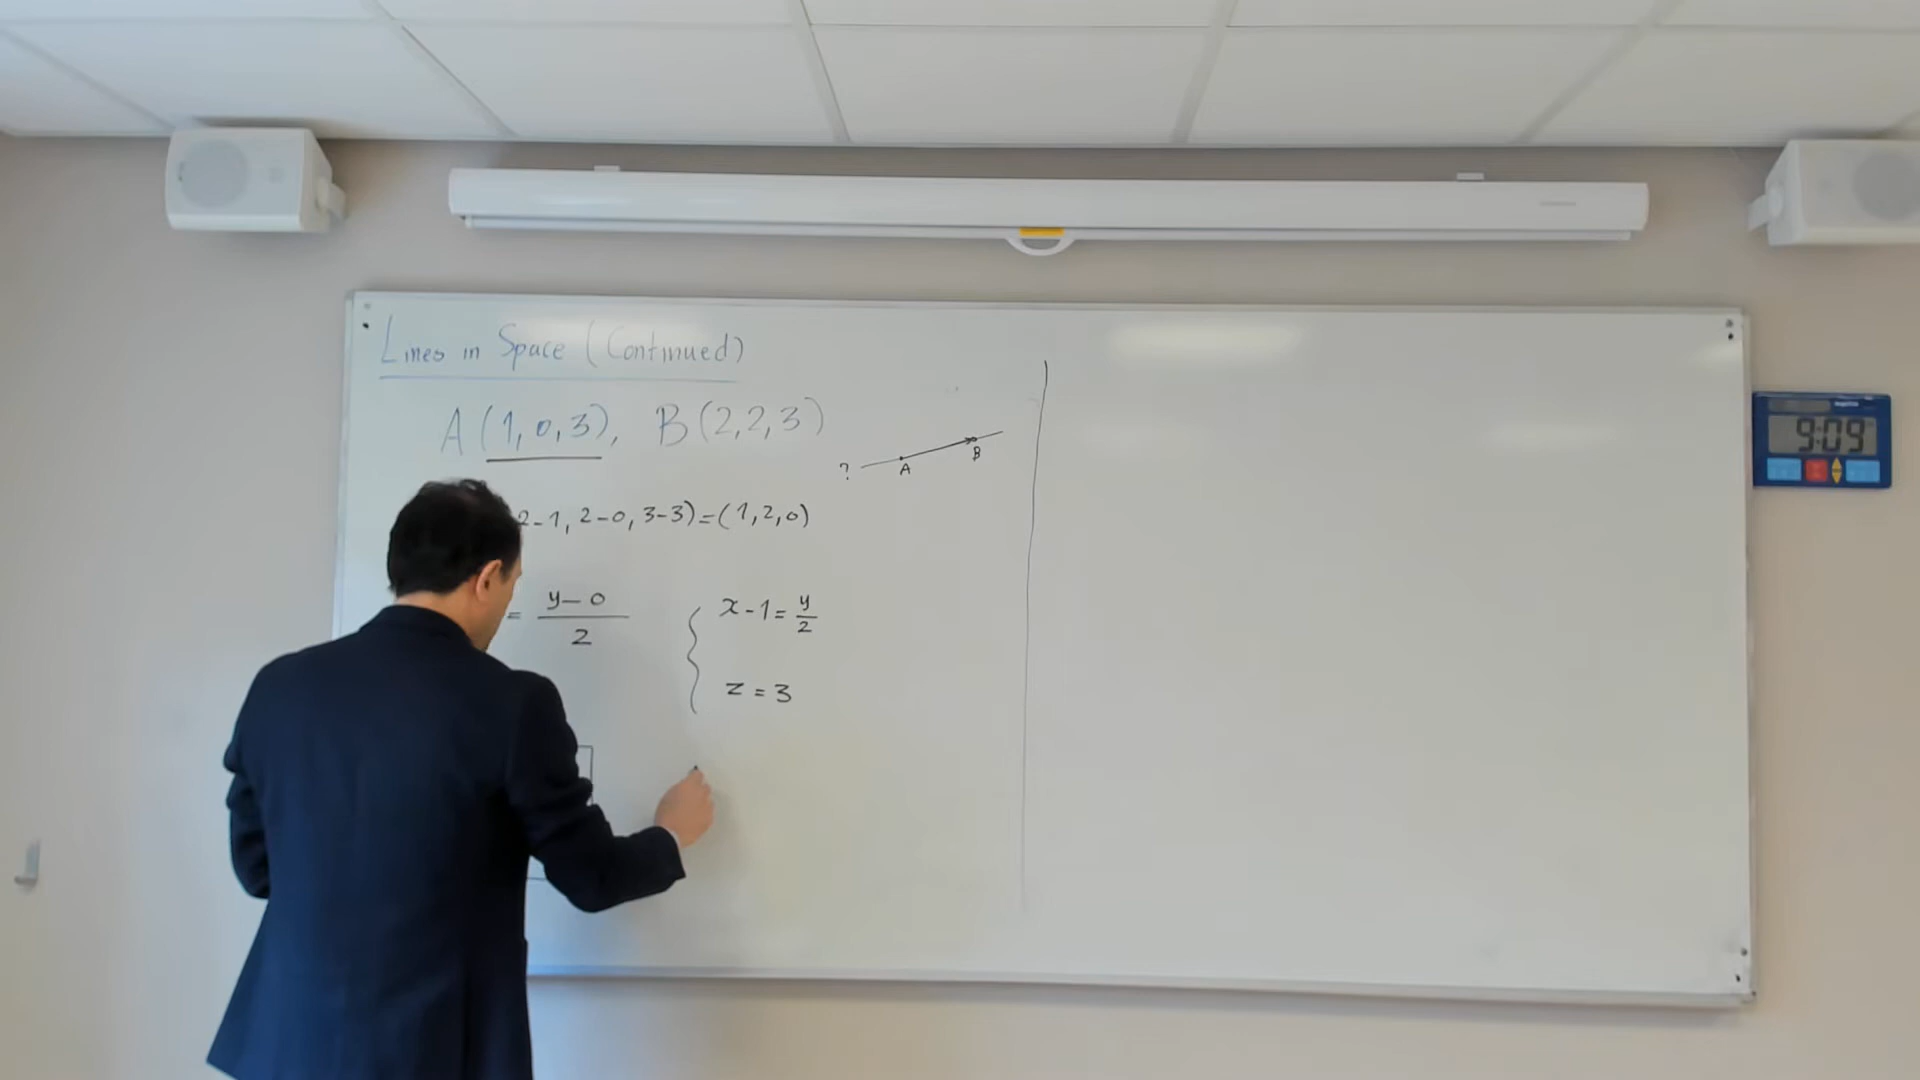 Lines in Space (Continued)
A(1,0,3), B(2,2,3)
? A B
2-1, 2-0, 3-3)=(1,2,0)
= y-0/2
x-1=y/2
z=3
9:09